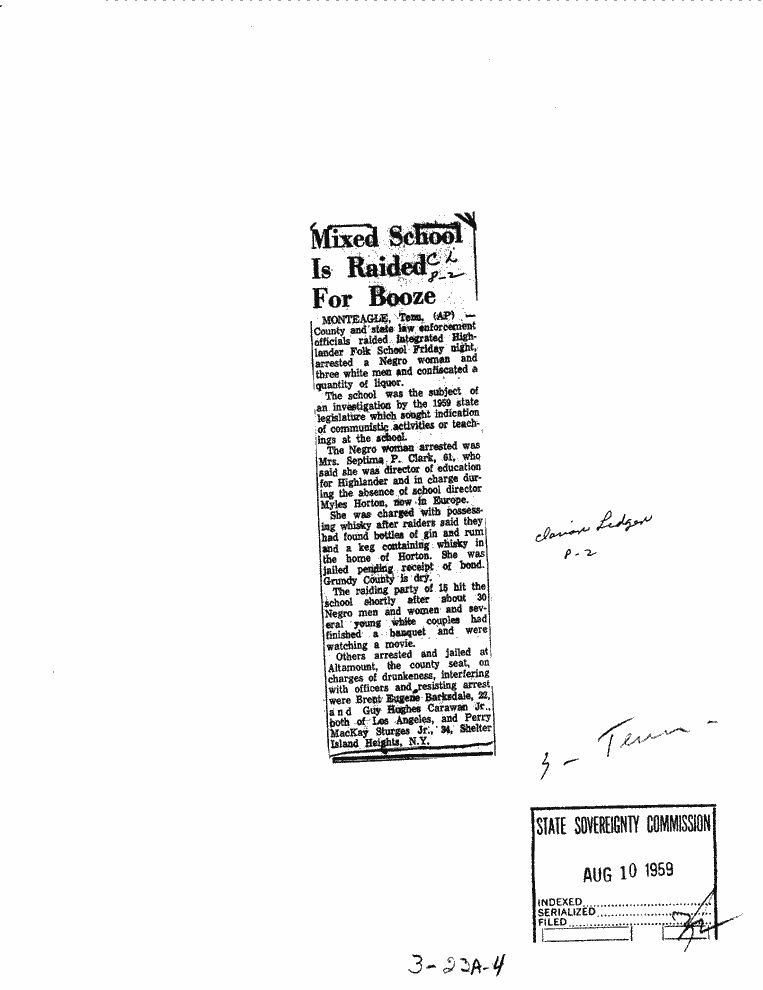 Mixed School
Is Raided
For Booze
C L
P-2
MONTEAGLE, Tenn, (AP) —
County and state law enforcement
officials raided Integrated High-
lander Folk School Friday night,
arrested a Negro woman and
three white men and confiscated a
quantity of liquor.
The school was the subject of
an investigation by the 1959 state
legislature which sought indication
of communistic activities or teach-
ings at the school.
The Negro woman arrested was
Mrs. Septima P. Clark, 61, who
said she was director of education
for Highlander and in charge dur-
ing the absence of school director
Myles Horton, now in Europe.
She was charged with possess-
ing whisky after raiders said they
had found bottles of gin and rum
and a keg containing whisky in
the home of Horton. She was
jailed pending receipt of bond.
Grundy County is dry.
The raiding party of 15 hit the
school shortly after about 30
Negro men and women and sev-
eral young white couples had
finished a banquet and were
watching a movie.
Others arrested and jailed at
Altamount, the county seat, on
charges of drunkeness, interfering
with officers and resisting arrest
were Brent Eugene Barksdale, 22,
and Guy Hughes Carawan Jr.,
both of Los Angeles, and Perry
MacKay Sturges Jr., 34, Shelter
Island Heights, N.Y.
Clarion Ledger
P-2
3 - Tenn -
STATE SOVEREIGNTY COMMISSION
AUG 10 1959
INDEXED
SERIALIZED
FILED
3-23A-4